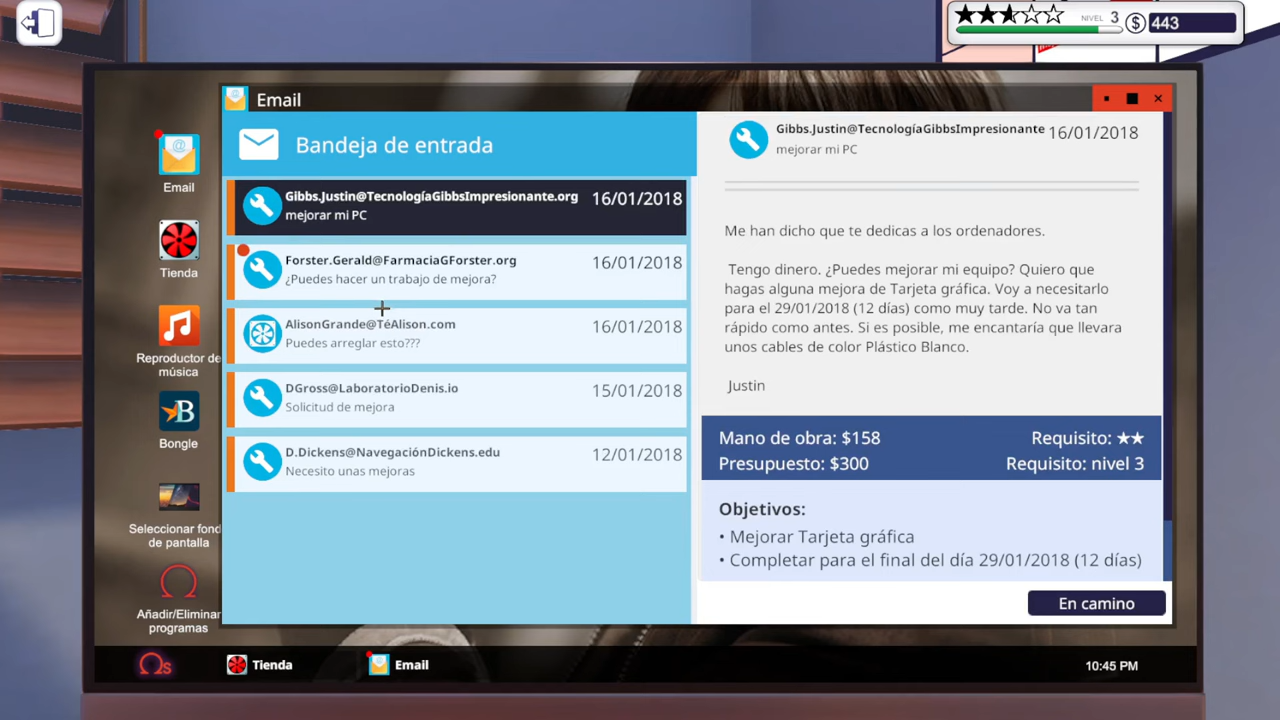 NIVEL 3
$ 443
Email
Bandeja de entrada
Gibbs.Justin@TecnologíaGibbsImpresionante.org 16/01/2018
mejorar mi PC
Forster.Gerald@FarmaciaGForster.org 16/01/2018
¿Puedes hacer un trabajo de mejora?
AlisonGrande@TéAlison.com 16/01/2018
Puedes arreglar esto???
DGross@LaboratorioDenis.io 15/01/2018
Solicitud de mejora
D.Dickens@NavegaciónDickens.edu 12/01/2018
Necesito unas mejoras
Gibbs.Justin@TecnologíaGibbsImpresionante 16/01/2018
mejorar mi PC
Me han dicho que te dedicas a los ordenadores.
Tengo dinero. ¿Puedes mejorar mi equipo? Quiero que
hagas alguna mejora de Tarjeta gráfica. Voy a necesitarlo
para el 29/01/2018 (12 días) como muy tarde. No va tan
rápido como antes. Si es posible, me encantaría que llevara
unos cables de color Plástico Blanco.
Justin
Mano de obra: $158 Requisito: ★★
Presupuesto: $300 Requisito: nivel 3
Objetivos:
• Mejorar Tarjeta gráfica
• Completar para el final del día 29/01/2018 (12 días)
En camino
Email
Tienda
Reproductor de
música
Bongle
Seleccionar fond
de pantalla
Añadir/Eliminar
programas
Ωs Tienda Email 10:45 PM